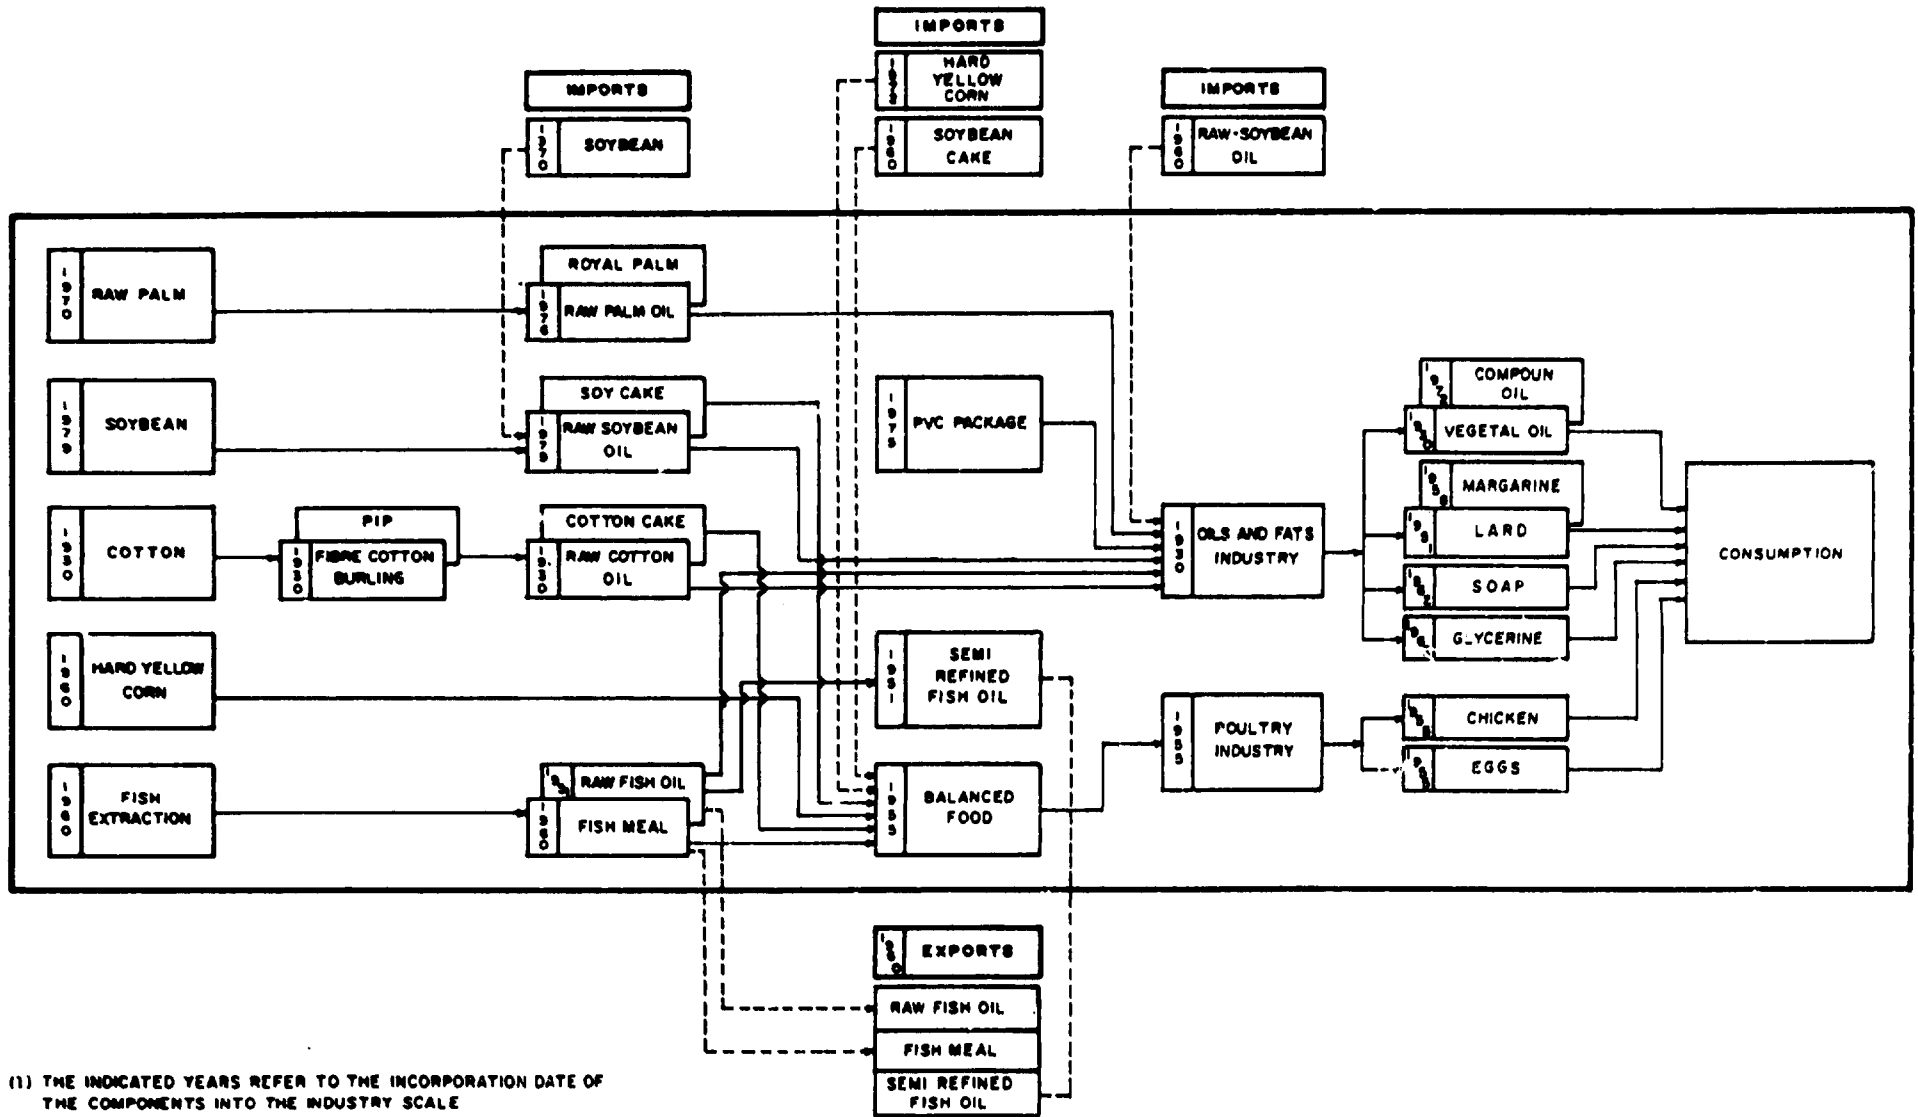 IMPORTS
HARD
YELLOW
CORN
SOYBEAN
CAKE
1960
IMPORTS
1970
SOYBEAN
IMPORTS
1960
RAW-SOYBEAN
OIL
1970
RAW PALM
ROYAL PALM
1976
RAW PALM OIL
1979
SOYBEAN
SOY CAKE
1979
RAW SOYBEAN
OIL
1975
PVC PACKAGE
1930
COTTON
PIP
1930
FIBRE COTTON
BURLING
COTTON CAKE
1930
RAW COTTON
OIL
1930
OILS AND FATS
INDUSTRY
COMPOUN
OIL
VEGETAL OIL
MARGARINE
LARD
SOAP
GLYCERINE
CONSUMPTION
1960
HARD YELLOW
CORN
1951
SEMI
REFINED
FISH OIL
1955
POULTRY
INDUSTRY
CHICKEN
EGGS
1960
FISH
EXTRACTION
RAW FISH OIL
1960
FISH MEAL
1955
BALANCED
FOOD
1960
EXPORTS
RAW FISH OIL
FISH MEAL
SEMI REFINED
FISH OIL
(1) THE INDICATED YEARS REFER TO THE INCORPORATION DATE OF
THE COMPONENTS INTO THE INDUSTRY SCALE